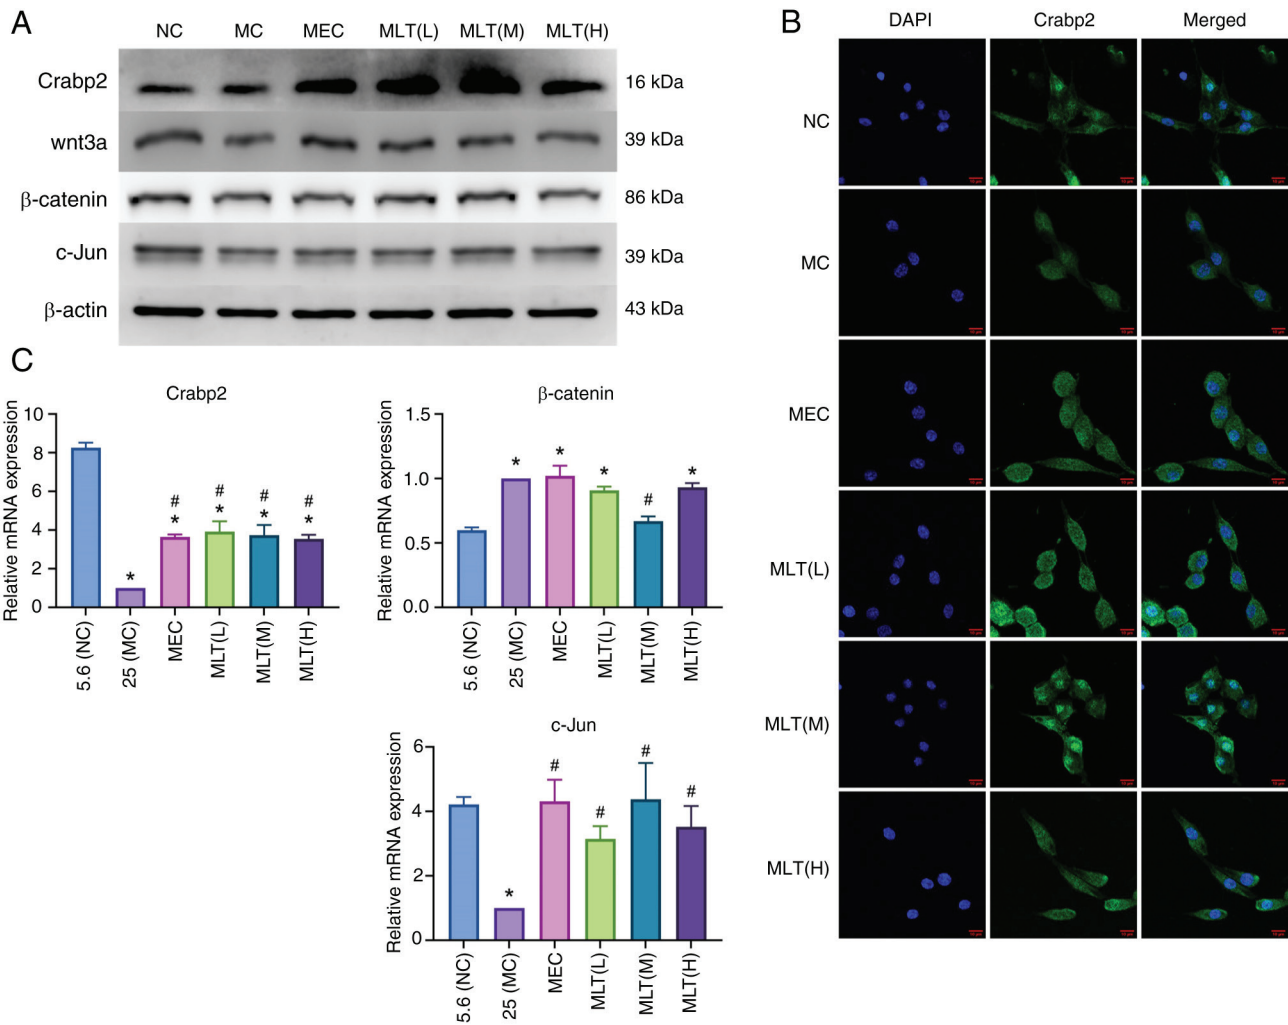 A
NC MC MEC MLT(L) MLT(M) MLT(H)
Crabp2 16 kDa
wnt3a 39 kDa
β-catenin 86 kDa
c-Jun 39 kDa
β-actin 43 kDa
B
DAPI Crabp2 Merged
NC
MC
MEC
MLT(L)
MLT(M)
MLT(H)
C
Crabp2
Relative mRNA expression
10
8
6
4
2
0
* # * # * # * # *
5.6 (NC) 25 (MC) MEC MLT(L) MLT(M) MLT(H)
β-catenin
Relative mRNA expression
1.5
1.0
0.5
0.0
* * * # *
5.6 (NC) 25 (MC) MEC MLT(L) MLT(M) MLT(H)
c-Jun
Relative mRNA expression
6
4
2
0
* # # # #
5.6 (NC) 25 (MC) MEC MLT(L) MLT(M) MLT(H)